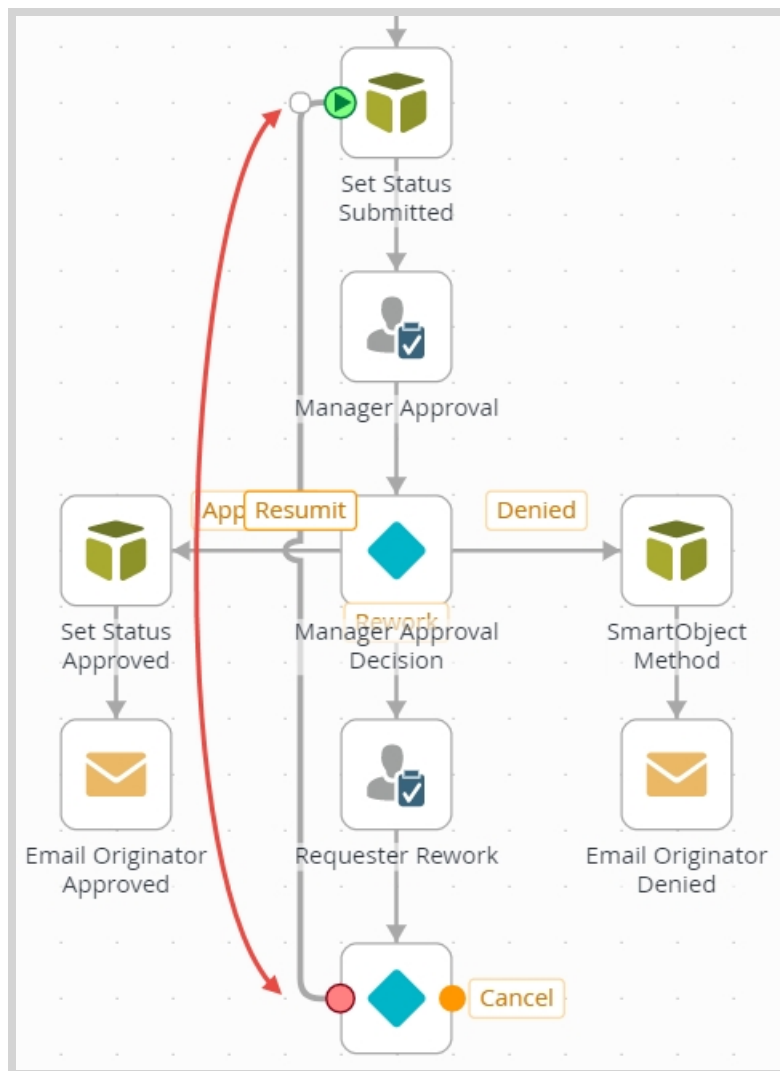 Set Status
Submitted
Manager Approval
App
Resumit
Denied
Rework
Set Status
Approved
Manager Approval
Decision
SmartObject
Method
Email Originator
Approved
Requester Rework
Email Originator
Denied
Cancel